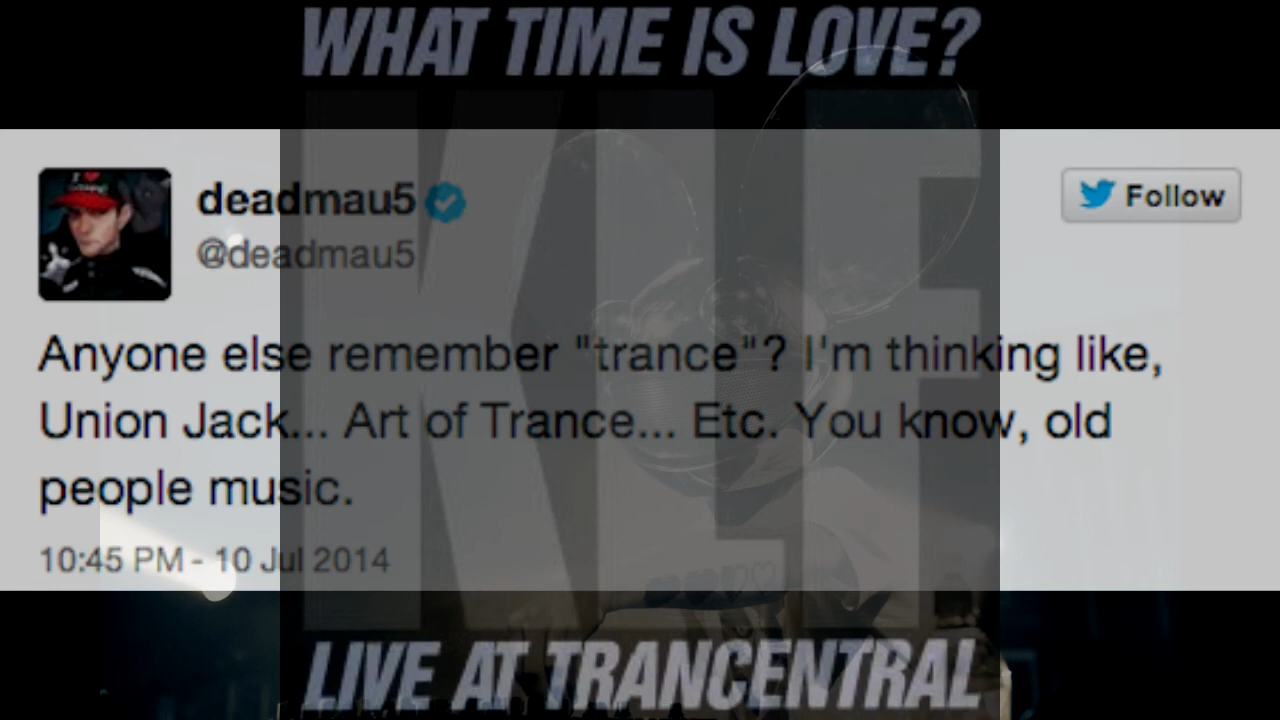 WHAT TIME IS LOVE?
KLF
deadmau5
@deadmau5
Follow
Anyone else remember "trance"? I'm thinking like,
Union Jack... Art of Trance... Etc. You know, old
people music.
10:45 PM - 10 Jul 2014
LIVE AT TRANCENTRAL